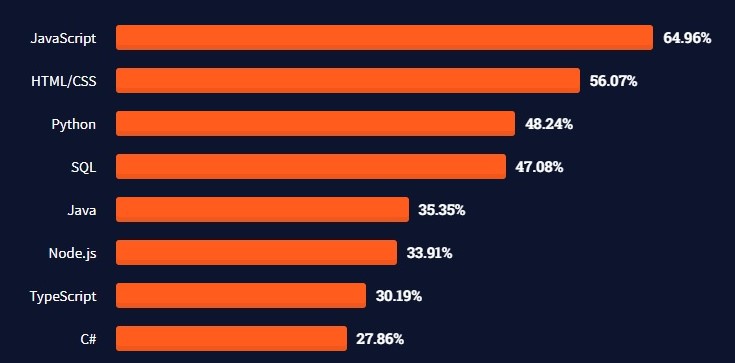 JavaScript 64.96%
HTML/CSS 56.07%
Python 48.24%
SQL 47.08%
Java 35.35%
Node.js 33.91%
TypeScript 30.19%
C# 27.86%